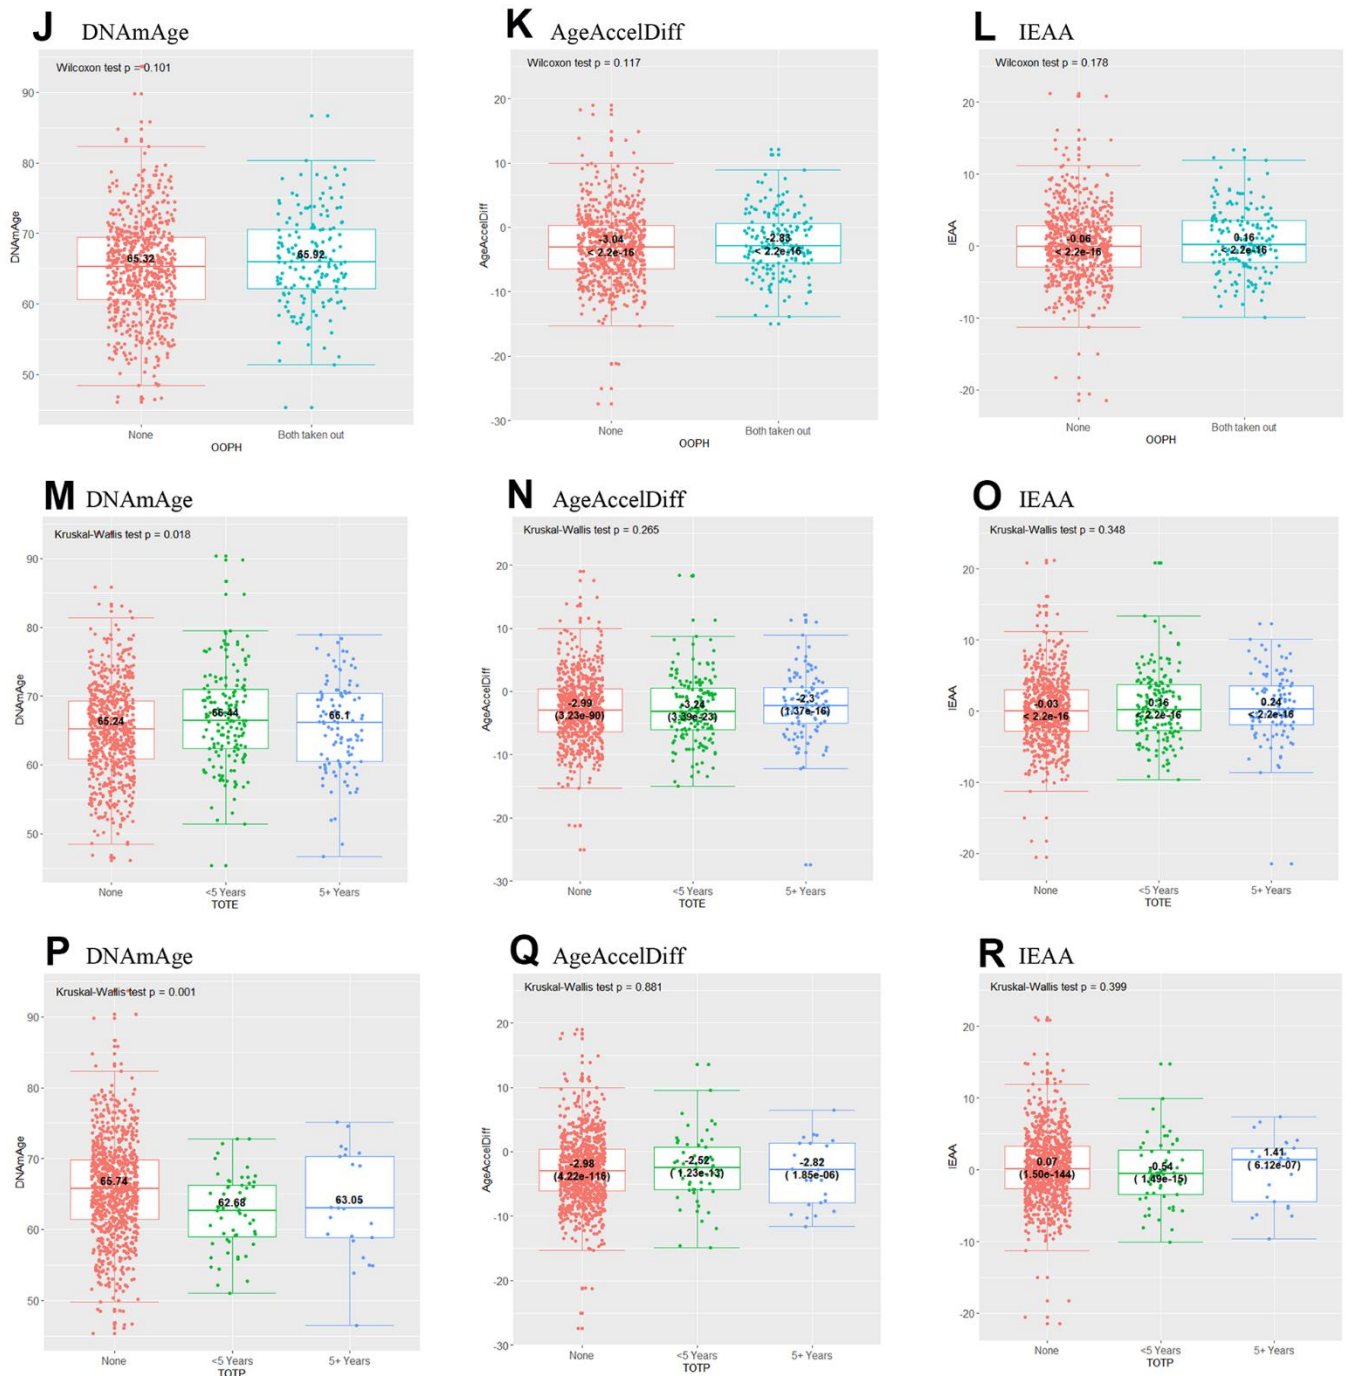 J DNAmAge
Wilcoxon test p = 0.101
DNAmAge
90
80
70
60
50
65.32
65.92
None
Both taken out
OOPH
K AgeAccelDiff
Wilcoxon test p = 0.117
AgeAccelDiff
20
10
0
-10
-20
-30
-3.04
< 2.2e-16
-2.83
< 2.2e-16
None
Both taken out
OOPH
L IEAA
Wilcoxon test p = 0.178
IEAA
20
10
0
-10
-20
-0.06
< 2.2e-16
0.16
< 2.2e-16
None
Both taken out
OOPH
M DNAmAge
Kruskal-Wallis test p = 0.018
DNAmAge
90
80
70
60
50
65.24
66.44
66.1
None
<5 Years
5+ Years
TOTE
N AgeAccelDiff
Kruskal-Wallis test p = 0.265
AgeAccelDiff
20
10
0
-10
-20
-30
-2.99
(3.23e-90)
-3.24
(3.39e-23)
-2.3
(1.37e-16)
None
<5 Years
5+ Years
TOTE
O IEAA
Kruskal-Wallis test p = 0.348
IEAA
20
10
0
-10
-20
-0.03
< 2.2e-16
0.16
< 2.2e-16
0.24
< 2.2e-16
None
<5 Years
5+ Years
TOTE
P DNAmAge
Kruskal-Wallis test p = 0.001
DNAmAge
90
80
70
60
50
65.74
62.68
63.05
None
<5 Years
5+ Years
TOTP
Q AgeAccelDiff
Kruskal-Wallis test p = 0.881
AgeAccelDiff
20
10
0
-10
-20
-30
-2.98
(4.22e-116)
-2.52
( 1.23e-13)
-2.82
( 1.85e-06)
None
<5 Years
5+ Years
TOTP
R IEAA
Kruskal-Wallis test p = 0.399
IEAA
20
10
0
-10
-20
0.07
(1.50e-144)
-0.54
( 1.49e-15)
1.41
( 6.12e-07)
None
<5 Years
5+ Years
TOTP